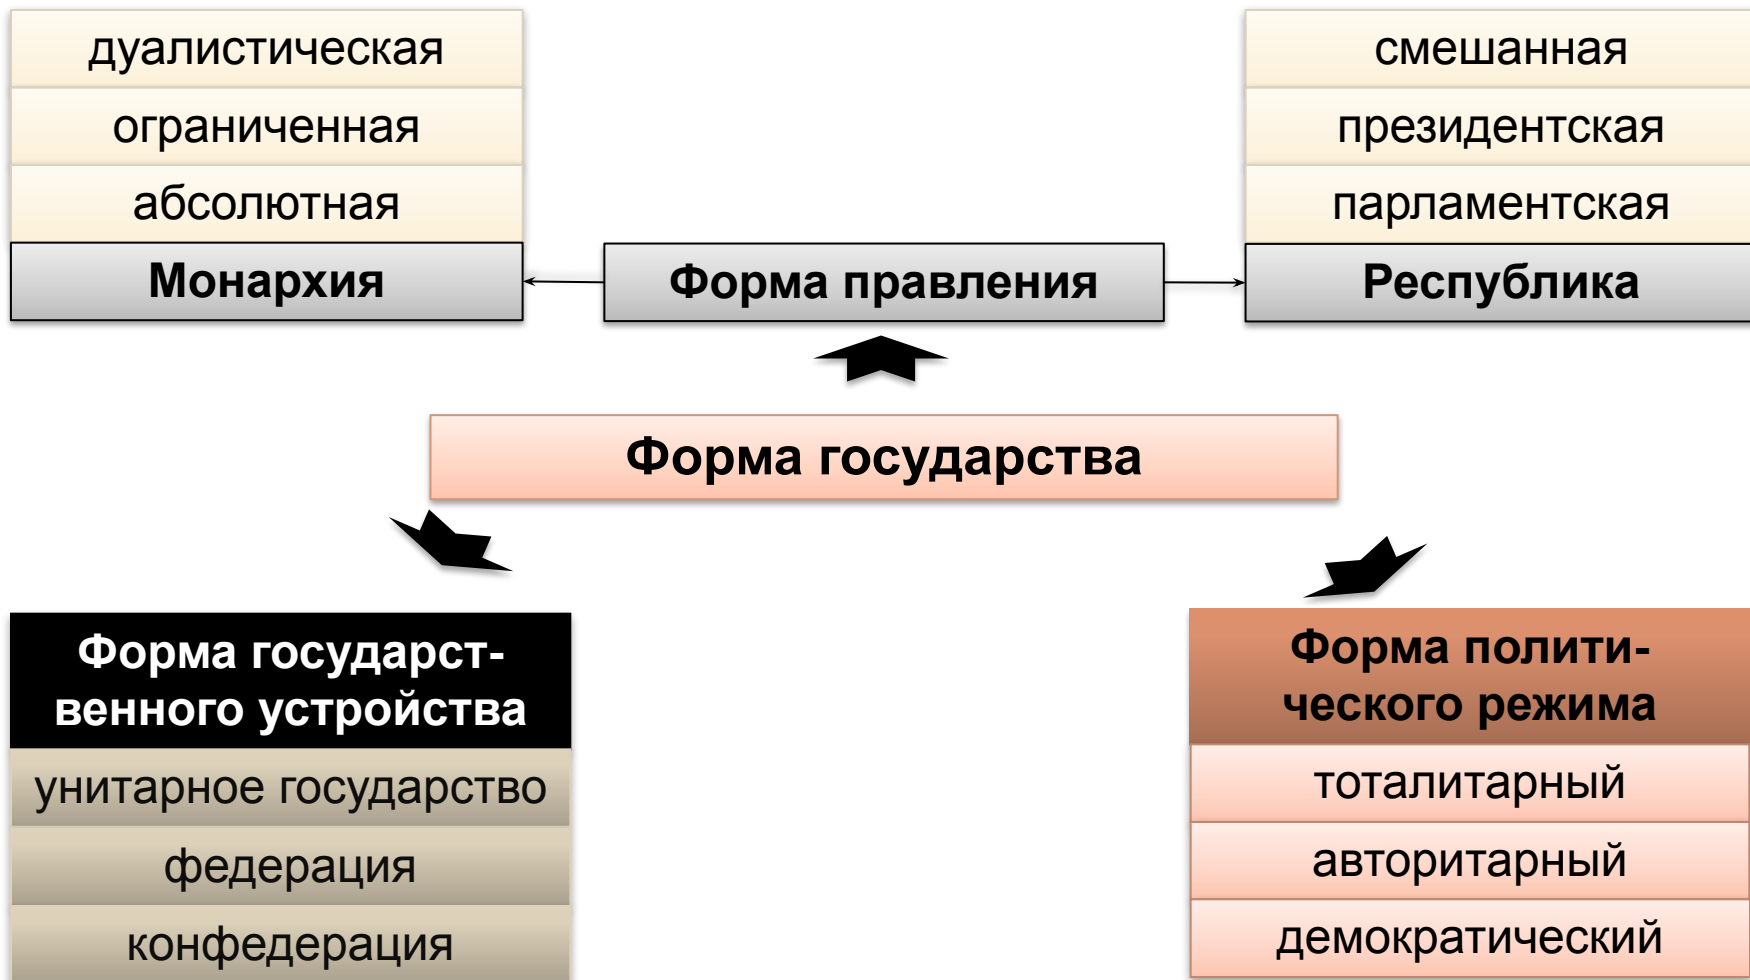 дуалистическая
ограниченная
абсолютная
Монархия
Форма правления
смешанная
президентская
парламентская
Республика
Форма государства
Форма государст-
венного устройства
унитарное государство
федерация
конфедерация
Форма полити-
ческого режима
тоталитарный
авторитарный
демократический